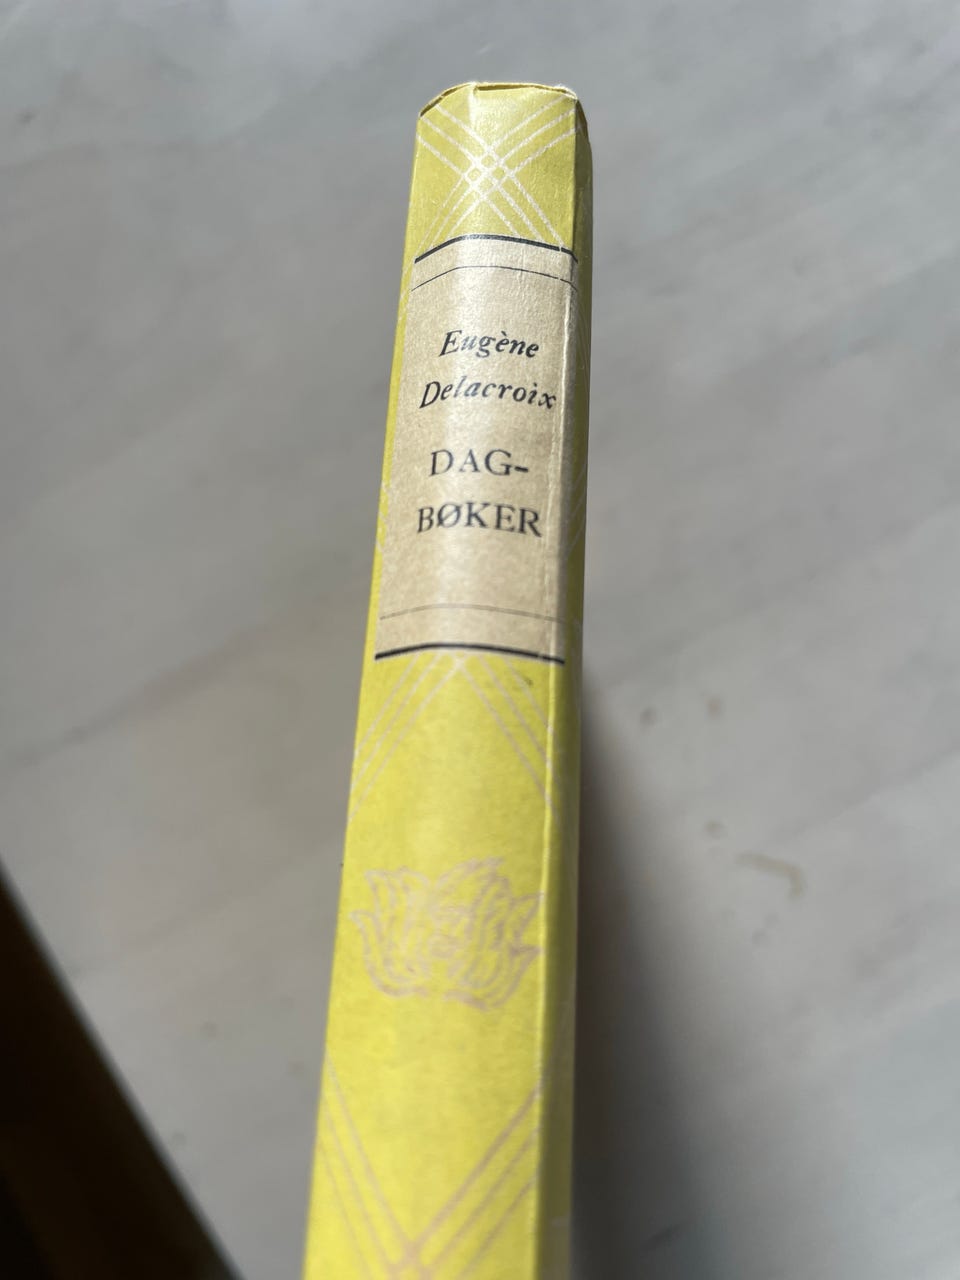 Eugène
Delacroix
DAG-
BØKER